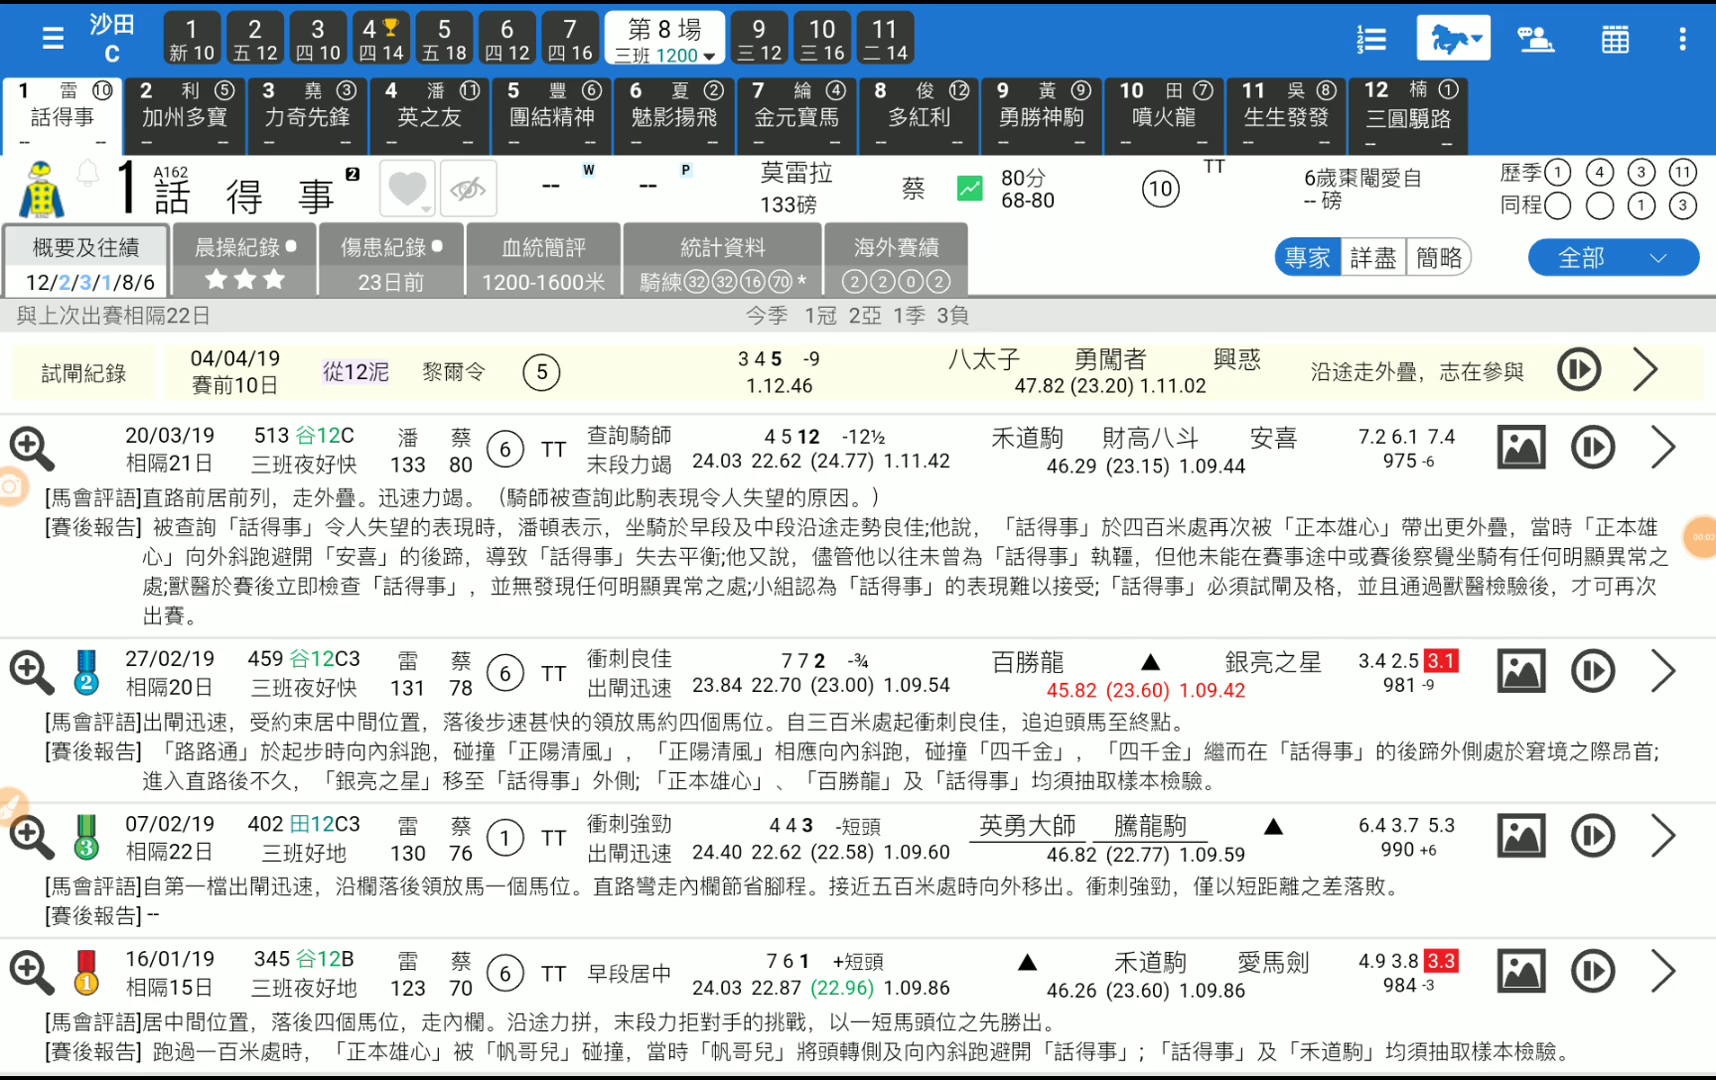 沙田
C
1 新 10
2 五 12
3 四 10
4 四 14
5 五 18
6 四 12
7 四 16
第 8 場 三班 1200
9 三 12
10 三 16
11 二 14
1 雷 ⑩ 話得事 -- --
2 利 ⑤ 加州多寶 -- --
3 堯 ③ 力奇先鋒 -- --
4 潘 ⑪ 英之友 -- --
5 豐 ⑥ 團結精神 -- --
6 夏 ② 魅影揚飛 -- --
7 綸 ④ 金元寶馬 -- --
8 俊 ⑫ 多紅利 -- --
9 黃 ⑨ 勇勝神駒 -- --
10 田 ⑦ 噴火龍 -- --
11 吳 ⑧ 生生發發 -- --
12 楠 ① 三圓騳路 -- --
1 A162 話得事 2
-- W -- P
莫雷拉
133磅
蔡
80分
68-80
⑩ TT
6歲棗閹愛自
-- 磅
歷季 ① ④ ③ ⑪
同程 ○ ○ ① ③
概要及往績
12/2/3/1/8/6
晨操紀錄 ●
★ ★ ★
傷患紀錄 ●
23日前
血統簡評
1200-1600米
統計資料
騎練 32 32 16 70 *
海外賽績
② ② ⓪ ②
專家 詳盡 簡略
全部
與上次出賽相隔22日 今季 1冠 2亞 1季 3負
試閘紀錄 04/04/19 從12泥 黎爾令 ⑤ 3 4 5 -9 八太子 勇闖者 興惑 沿途走外疊，志在參與
賽前10日 1.12.46 47.82 (23.20) 1.11.02
20/03/19 513 谷12C 潘 蔡 ⑥ TT 查詢騎師 4 5 12 -12½ 禾道駒 財高八斗 安喜 7.2 6.1 7.4
相隔21日 三班夜好快 133 80 末段力竭 24.03 22.62 (24.77) 1.11.42 46.29 (23.15) 1.09.44 975 -6
[馬會評語]直路前居前列，走外疊。迅速力竭。（騎師被查詢此駒表現令人失望的原因。）
[賽後報告] 被查詢「話得事」令人失望的表現時，潘頓表示，坐騎於早段及中段沿途走勢良佳;他說，「話得事」於四百米處再次被「正本雄心」帶出更外疊，當時「正本雄
心」向外斜跑避開「安喜」的後蹄，導致「話得事」失去平衡;他又說，儘管他以往未曾為「話得事」執韁，但他未能在賽事途中或賽後察覺坐騎有任何明顯異常之
處;獸醫於賽後立即檢查「話得事」，並無發現任何明顯異常之處;小組認為「話得事」的表現難以接受;「話得事」必須試閘及格，並且通過獸醫檢驗後，才可再次
出賽。
2 27/02/19 459 谷12C3 雷 蔡 ⑥ TT 衝刺良佳 7 7 2 -¾ 百勝龍 ▲ 銀亮之星 3.4 2.5 3.1
相隔20日 三班夜好快 131 78 出閘迅速 23.84 22.70 (23.00) 1.09.54 45.82 (23.60) 1.09.42 981 -9
[馬會評語]出閘迅速，受約束居中間位置，落後步速甚快的領放馬約四個馬位。自三百米處起衝刺良佳，追迫頭馬至終點。
[賽後報告] 「路路通」於起步時向內斜跑，碰撞「正陽清風」，「正陽清風」相應向內斜跑，碰撞「四千金」，「四千金」繼而在「話得事」的後蹄外側處於窘境之際昂首;
進入直路後不久，「銀亮之星」移至「話得事」外側;「正本雄心」、「百勝龍」及「話得事」均須抽取樣本檢驗。
3 07/02/19 402 田12C3 雷 蔡 ① TT 衝刺強勁 4 4 3 -短頭 英勇大師 騰龍駒 ▲ 6.4 3.7 5.3
相隔22日 三班好地 130 76 出閘迅速 24.40 22.62 (22.58) 1.09.60 46.82 (22.77) 1.09.59 990 +6
[馬會評語]自第一檔出閘迅速，沿欄落後領放馬一個馬位。直路彎走內欄節省腳程。接近五百米處時向外移出。衝刺強勁，僅以短距離之差落敗。
[賽後報告] --
1 16/01/19 345 谷12B 雷 蔡 ⑥ TT 早段居中 7 6 1 +短頭 ▲ 禾道駒 愛馬劍 4.9 3.8 3.3
相隔15日 三班夜好地 123 70 24.03 22.87 (22.96) 1.09.86 46.26 (23.60) 1.09.86 984 -3
[馬會評語]居中間位置，落後四個馬位，走內欄。沿途力拼，末段力拒對手的挑戰，以一短馬頭位之先勝出。
[賽後報告] 跑過一百米處時，「正本雄心」被「帆哥兒」碰撞，當時「帆哥兒」將頭轉側及向內斜跑避開「話得事」;「話得事」及「禾道駒」均須抽取樣本檢驗。
00:02